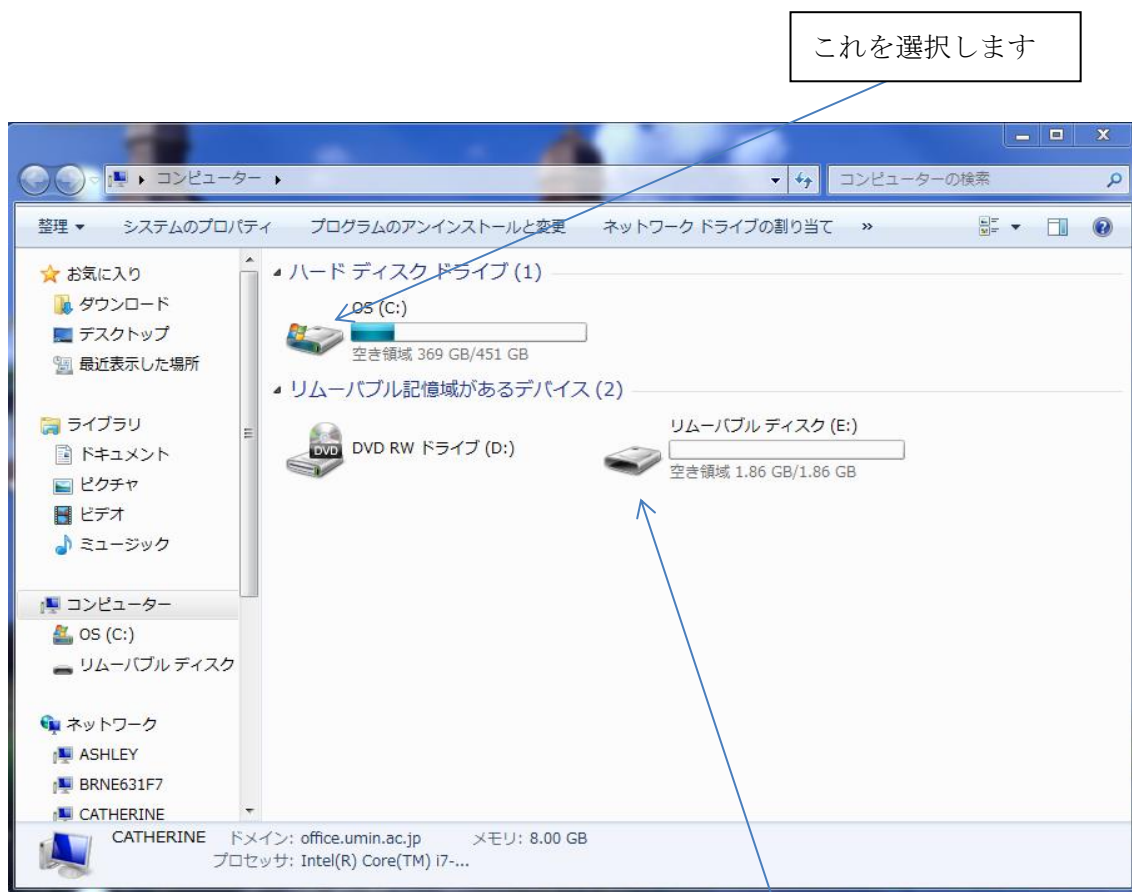 これを選択します
コンピューター
コンピューターの検索
整理 システムのプロパティ プログラムのアンインストールと変更 ネットワーク ドライブの割り当て »
お気に入り
ダウンロード
デスクトップ
最近表示した場所
ライブラリ
ドキュメント
ピクチャ
ビデオ
ミュージック
コンピューター
OS (C:)
リムーバブル ディスク
ネットワーク
ASHLEY
BRNE631F7
CATHERINE
ハード ディスク ドライブ (1)
OS (C:)
空き領域 369 GB/451 GB
リムーバブル記憶域があるデバイス (2)
DVD
DVD RW ドライブ (D:)
リムーバブル ディスク (E:)
空き領域 1.86 GB/1.86 GB
CATHERINE ドメイン: office.umin.ac.jp メモリ: 8.00 GB
プロセッサ: Intel(R) Core(TM) i7-...